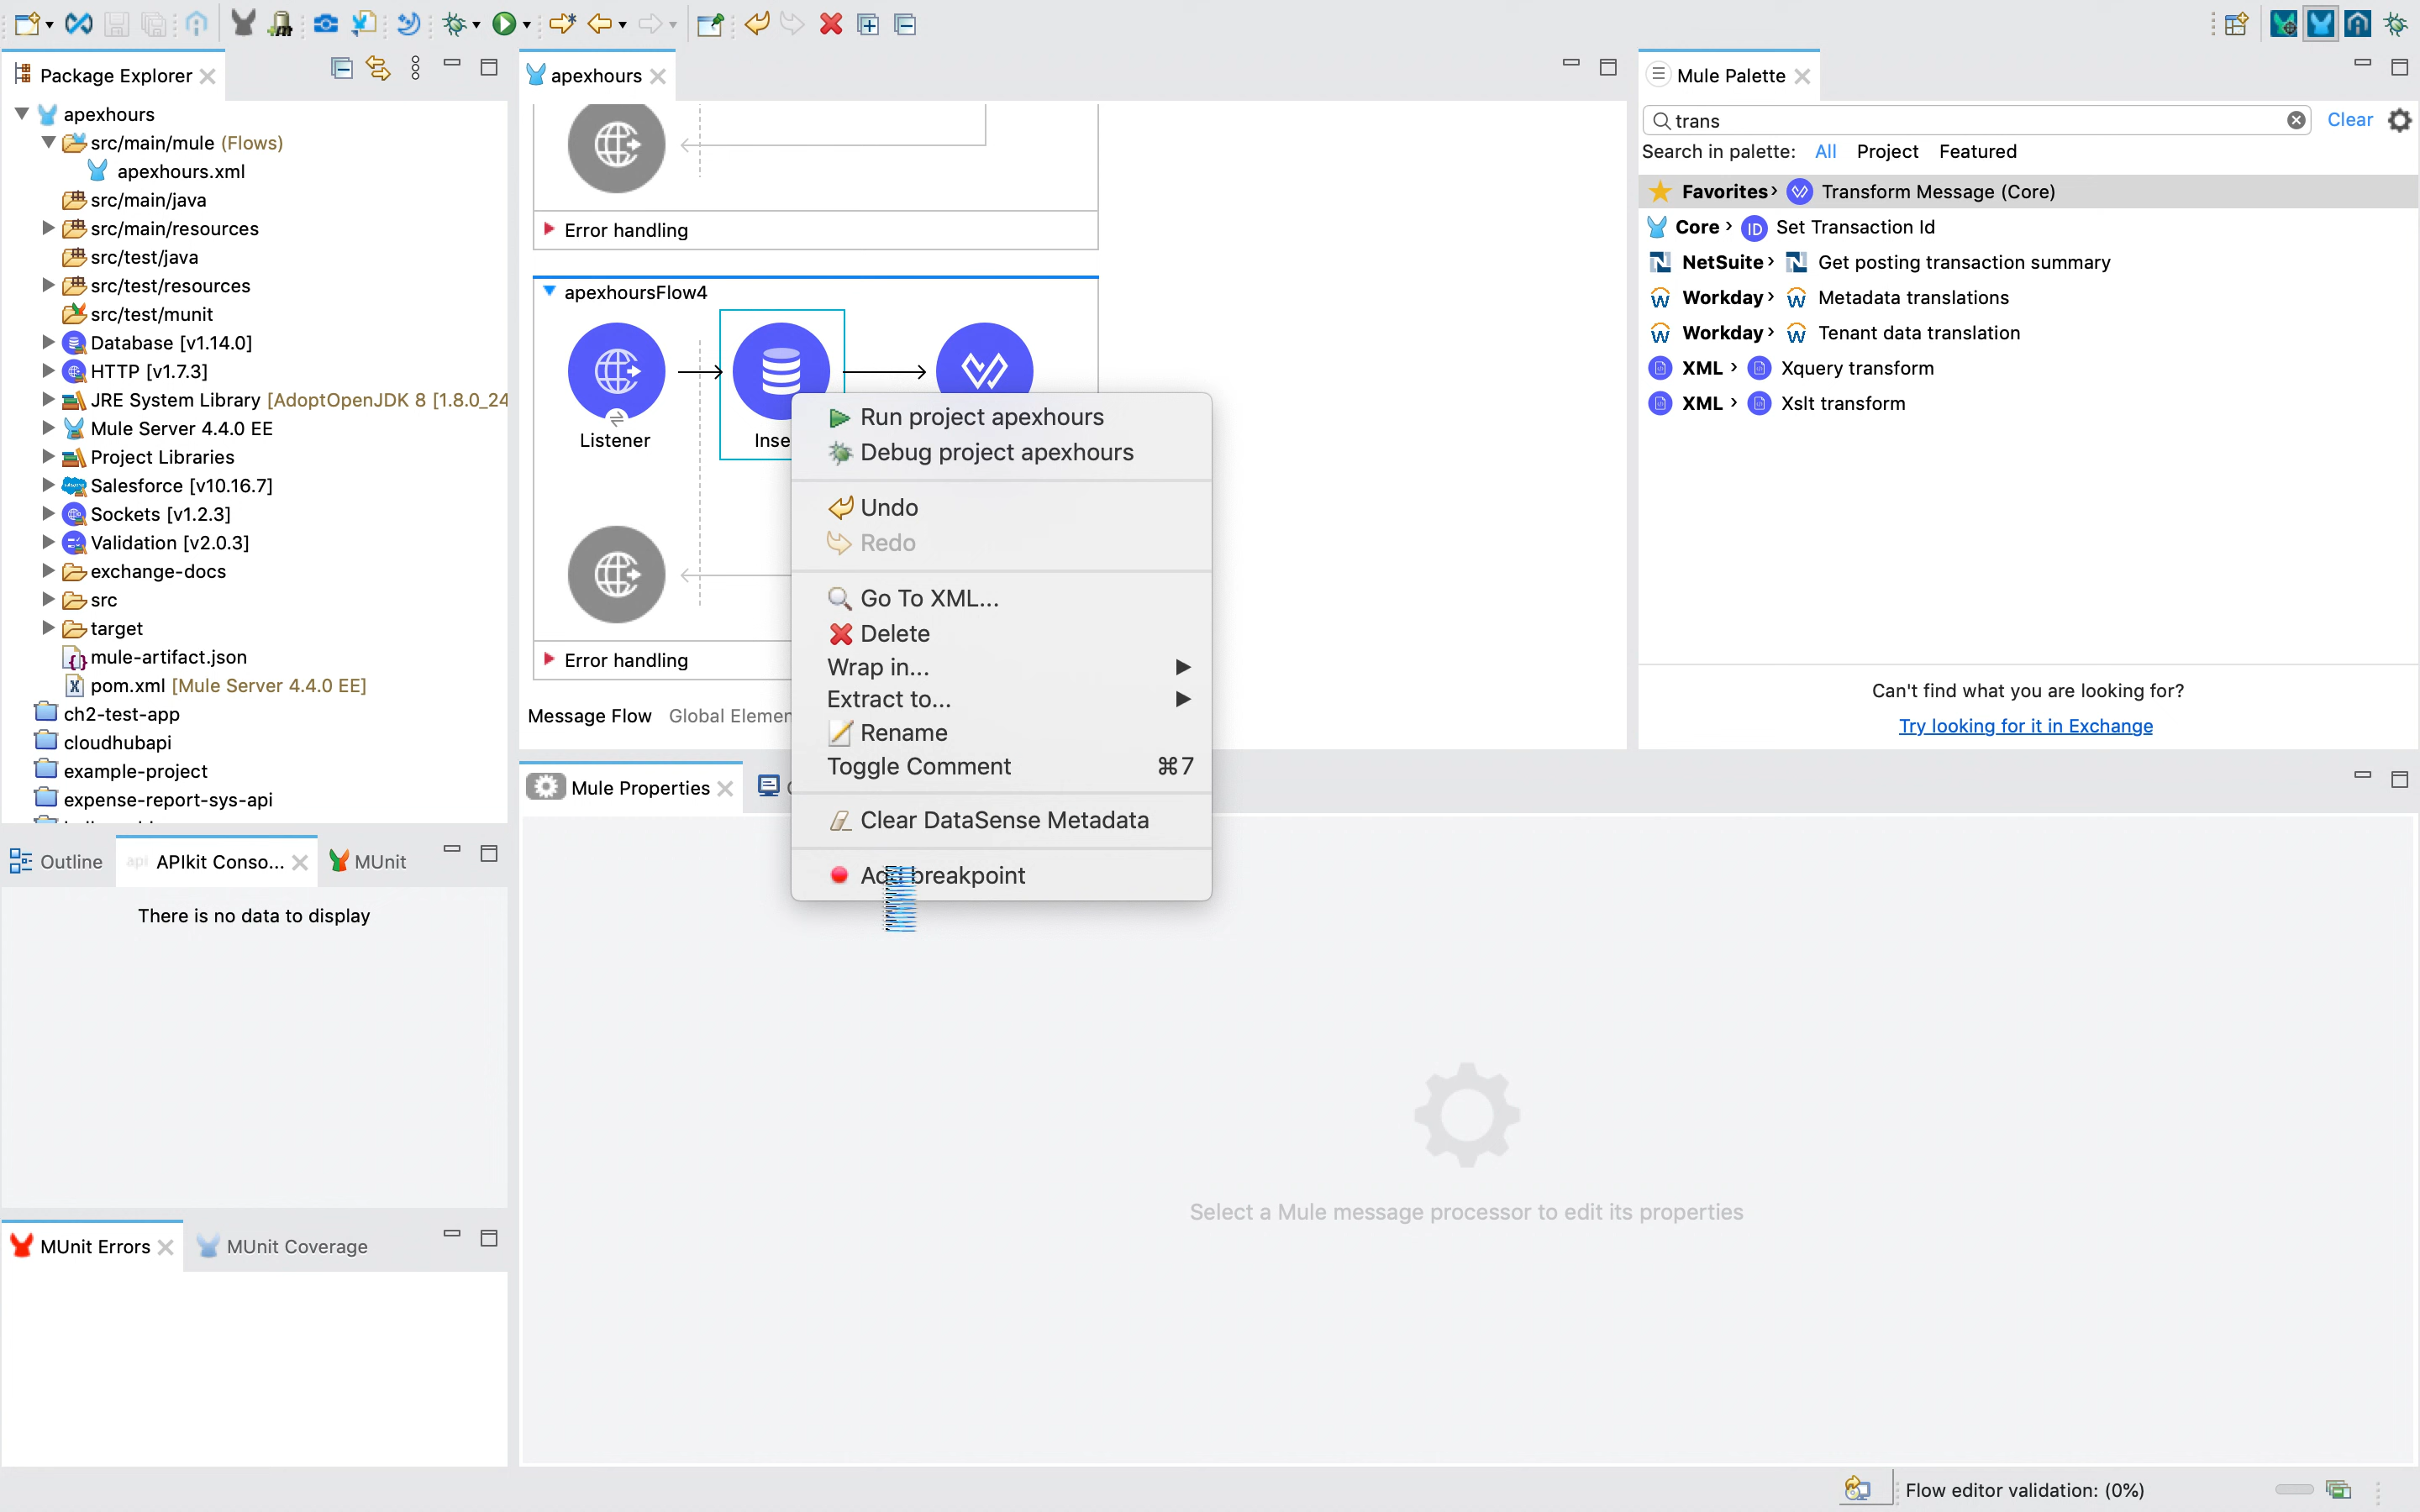 Package Explorer
apexhours
src/main/mule (Flows)
apexhours.xml
src/main/java
src/main/resources
src/test/java
src/test/resources
src/test/munit
Database [v1.14.0]
HTTP [v1.7.3]
JRE System Library [AdoptOpenJDK 8 [1.8.0_24
Mule Server 4.4.0 EE
Project Libraries
Salesforce [v10.16.7]
Sockets [v1.2.3]
Validation [v2.0.3]
exchange-docs
src
target
mule-artifact.json
pom.xml [Mule Server 4.4.0 EE]
ch2-test-app
cloudhubapi
example-project
expense-report-sys-api
Outline
api
APIkit Conso...
MUnit
There is no data to display
MUnit Errors
MUnit Coverage
apexhours
Error handling
apexhoursFlow4
Listener
Inse
Error handling
Message Flow
Global Elemen
Run project apexhours
Debug project apexhours
Undo
Redo
Go To XML...
Delete
Wrap in...
Extract to...
Rename
Toggle Comment ⌘7
Clear DataSense Metadata
Add breakpoint
Mule Properties
Select a Mule message processor to edit its properties
Mule Palette
trans
Clear
Search in palette: All Project Featured
Favorites› Transform Message (Core)
Core › ID Set Transaction Id
NetSuite› Get posting transaction summary
Workday› Metadata translations
Workday› Tenant data translation
XML › Xquery transform
XML › Xslt transform
Can't find what you are looking for?
Try looking for it in Exchange
Flow editor validation: (0%)